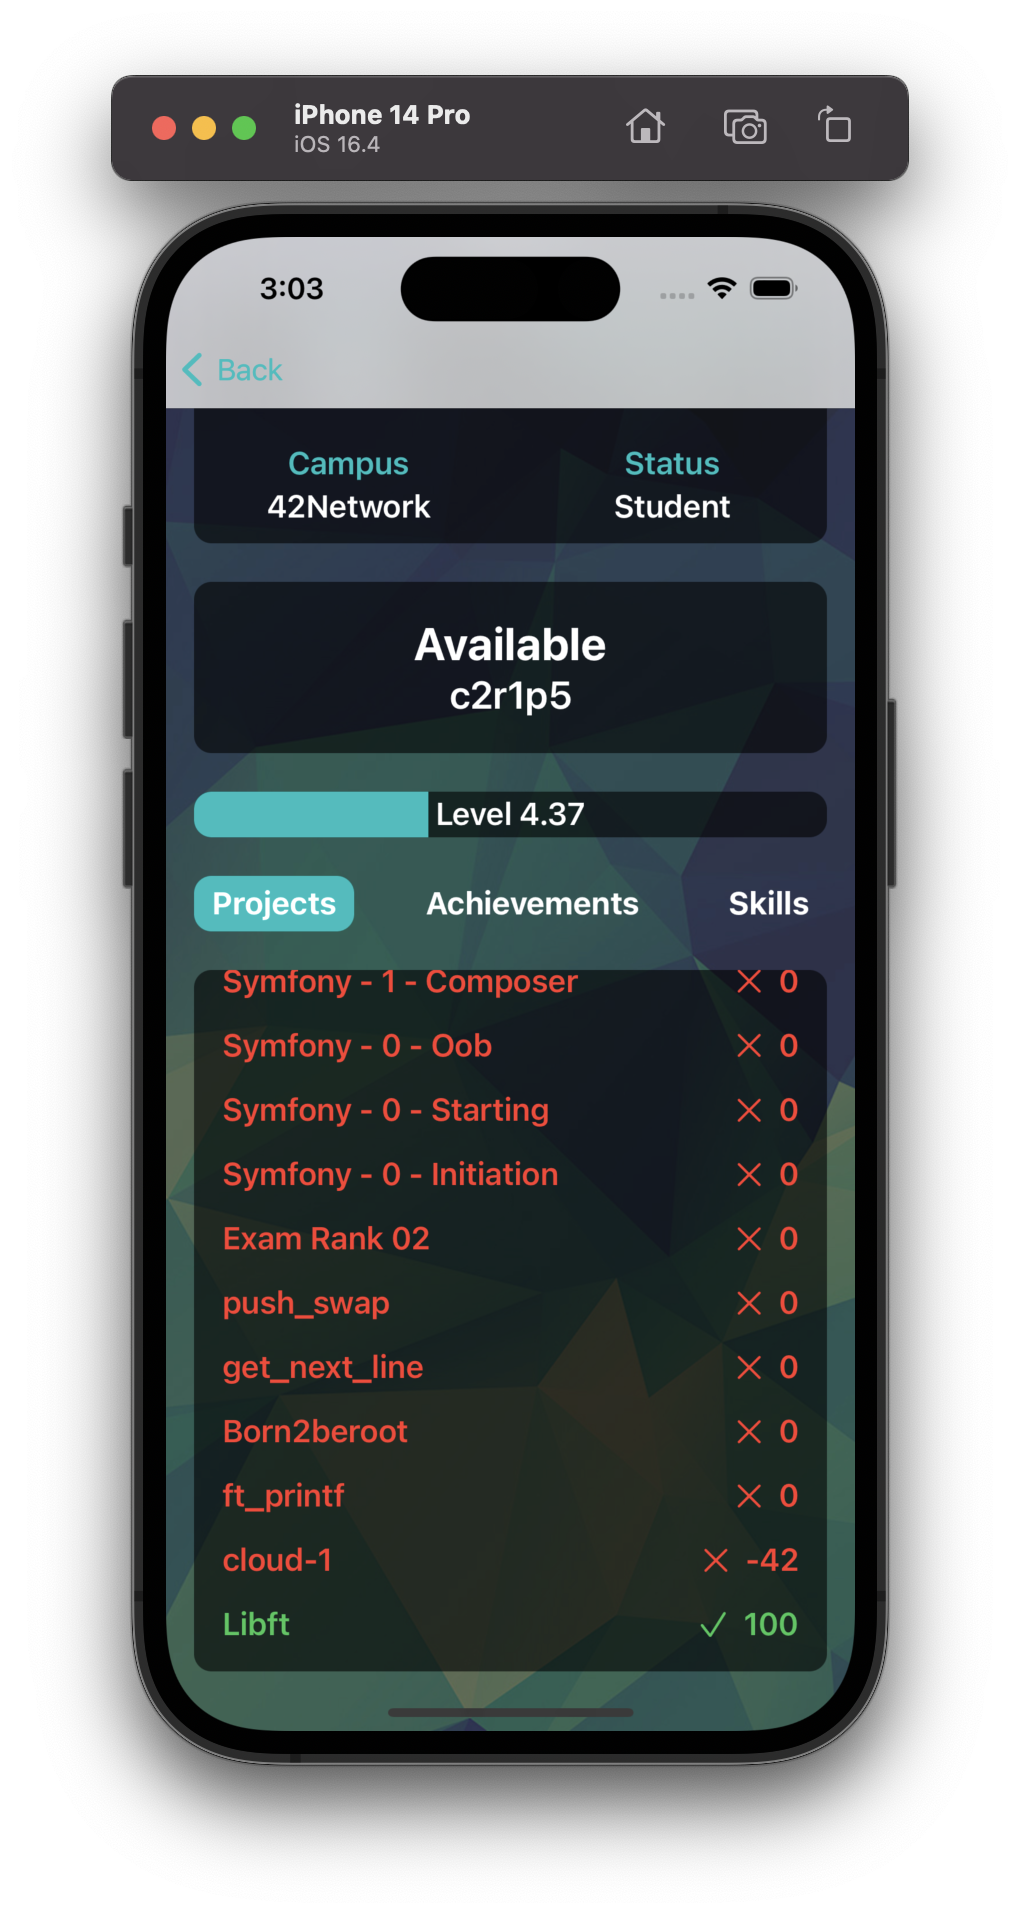 iPhone 14 Pro
iOS 16.4
3:03
Back
Campus
Status
42Network
Student
Available
c2r1p5
Level 4.37
Projects
Achievements
Skills
Symfony - 1 - Composer 0
Symfony - 0 - Oob 0
Symfony - 0 - Starting 0
Symfony - 0 - Initiation 0
Exam Rank 02 0
push_swap 0
get_next_line 0
Born2beroot 0
ft_printf 0
cloud-1 -42
Libft 100